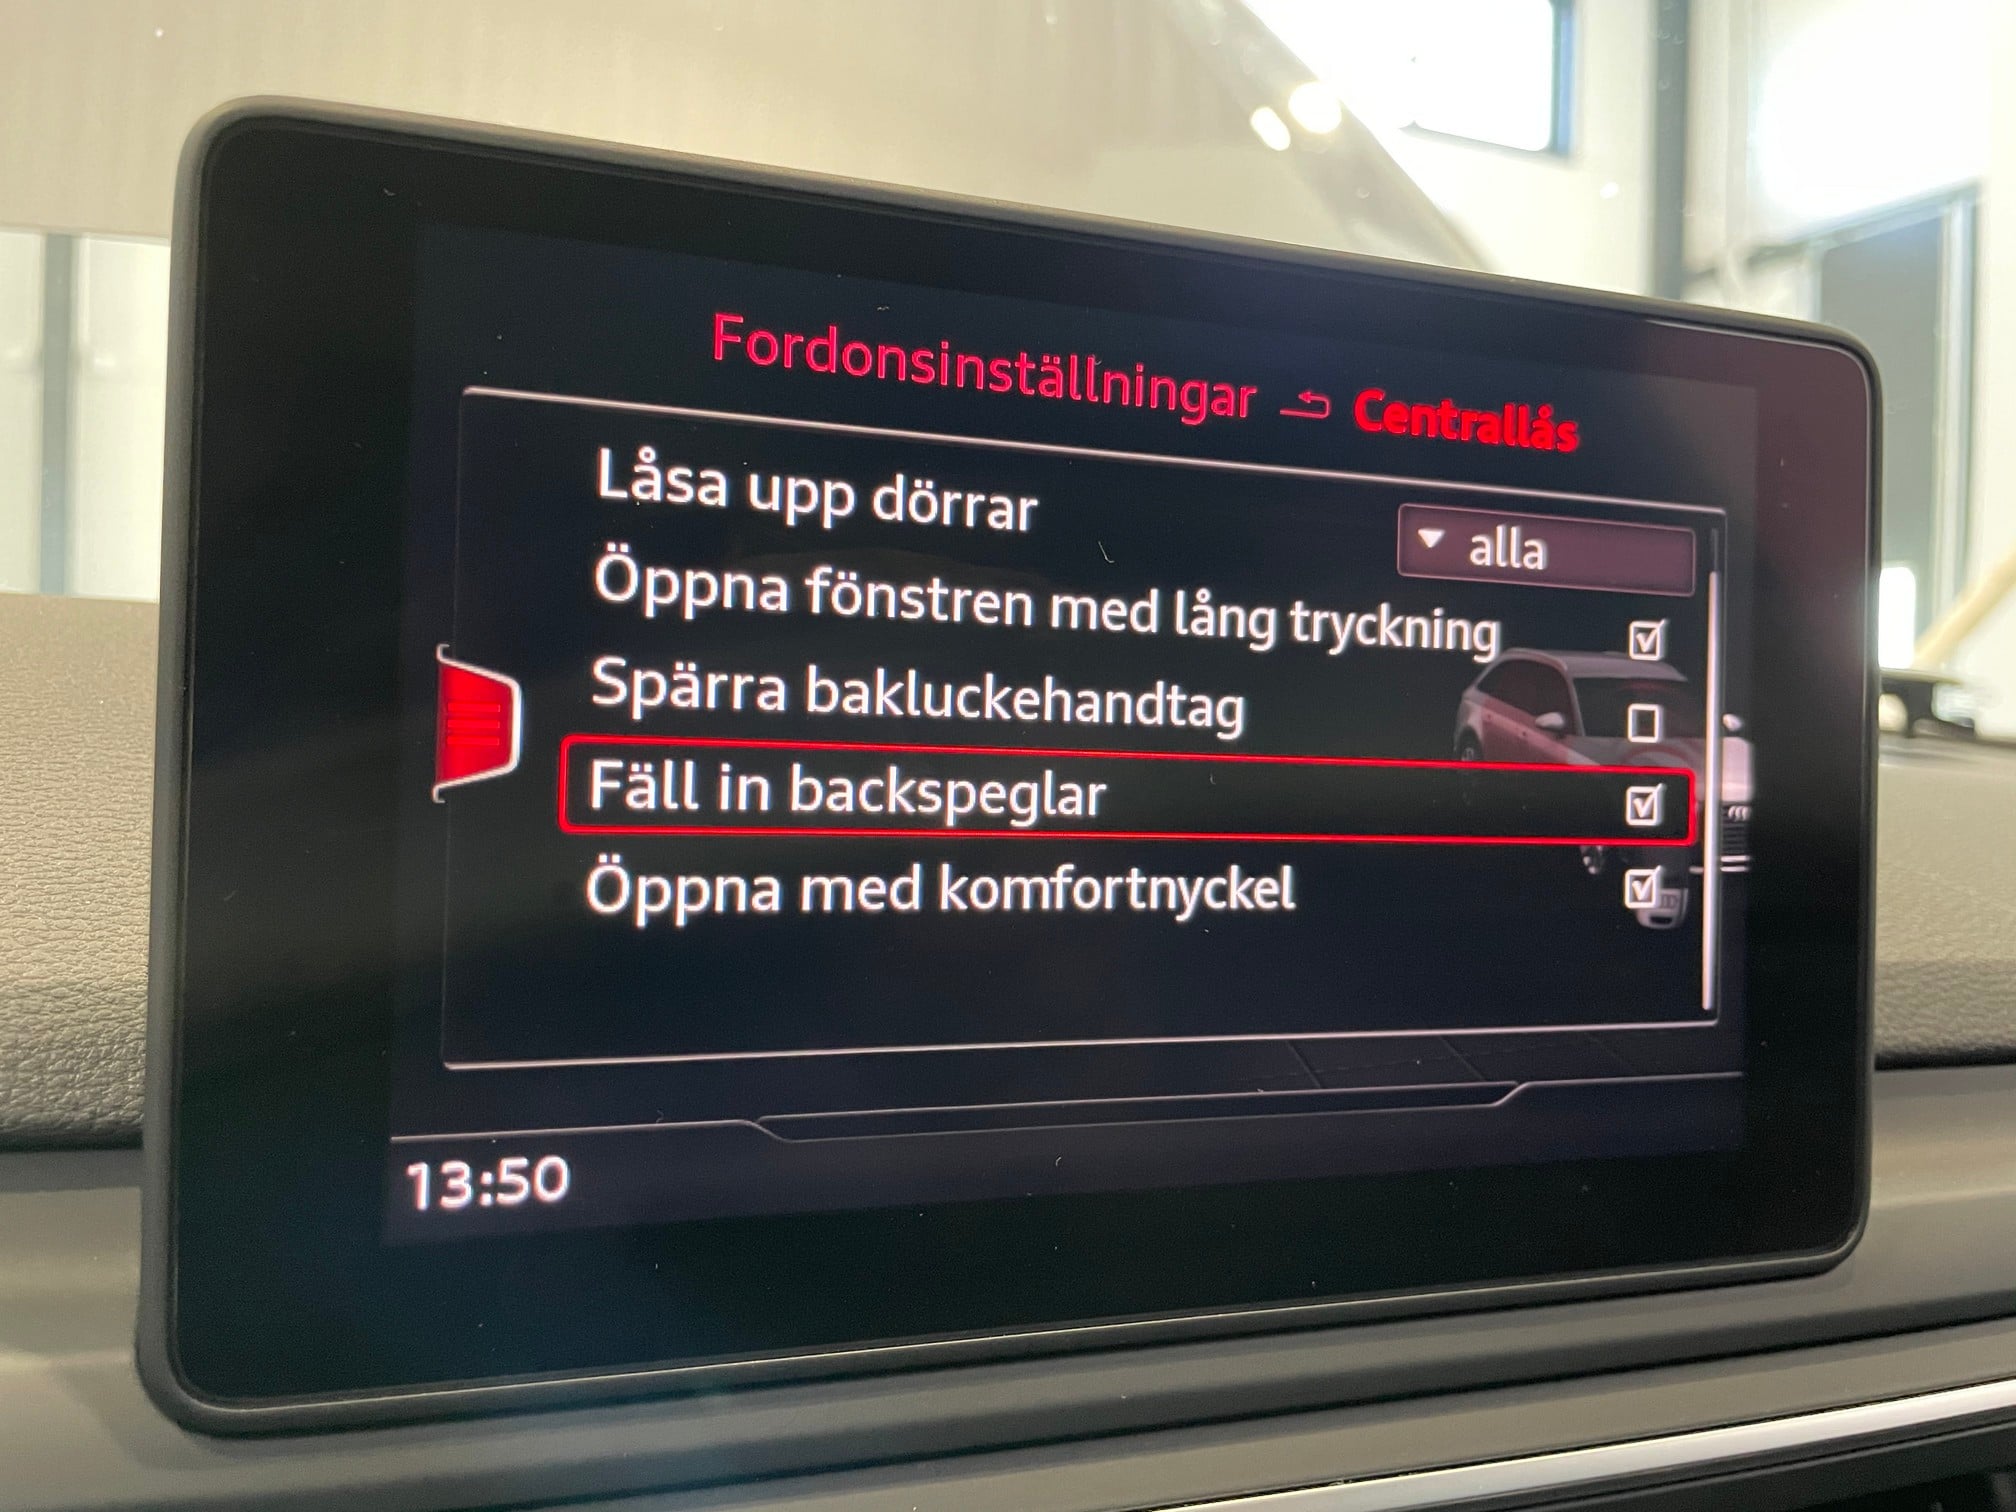 Fordonsinställningar Centrallås
Låsa upp dörrar alla
Öppna fönstren med lång tryckning
Spärra bakluckehandtag
Fäll in backspeglar
Öppna med komfortnyckel
13:50